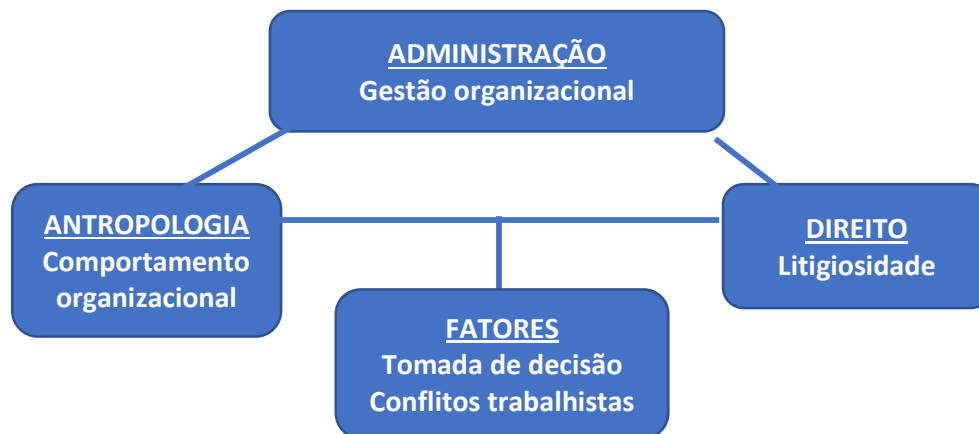 ADMINISTRAÇÃO
Gestão organizacional
ANTROPOLOGIA
Comportamento
organizacional
DIREITO
Litigiosidade
FATORES
Tomada de decisão
Conflitos trabalhistas